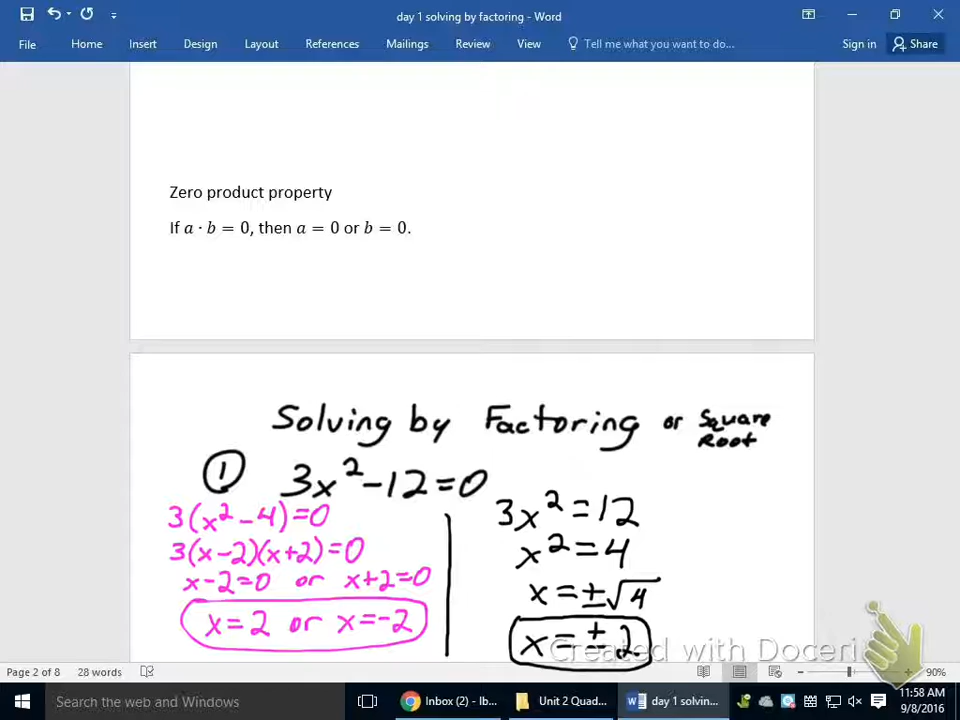 day 1 solving by factoring - Word
File Home Insert Design Layout References Mailings Review View Tell me what you want to do... Sign in Share
Zero product property
If a · b = 0, then a = 0 or b = 0.
Solving by Factoring or Square Root
① 3x² - 12 = 0
3(x² - 4) = 0
3(x - 2)(x + 2) = 0
x - 2 = 0 or x + 2 = 0
x = 2 or x = -2
3x² = 12
x² = 4
x = ±√4
x = ± 2
Created with Doceri
Page 2 of 8 28 words 90%
Search the web and Windows Inbox (1) - Ib... Unit 2 Quad... day 1 solvin... 11:58 AM
9/8/2016